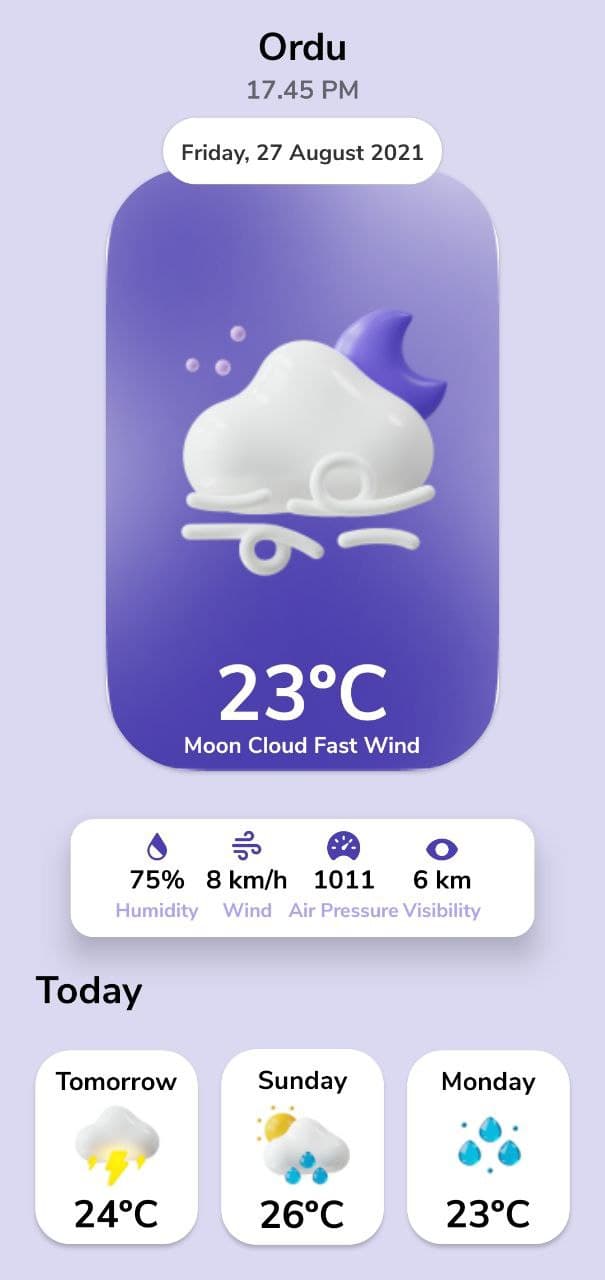 Ordu
17.45 PM
Friday, 27 August 2021
23°C
Moon Cloud Fast Wind
75% 8 km/h 1011 6 km
Humidity Wind Air Pressure Visibility
Today
Tomorrow Sunday Monday
24°C 26°C 23°C